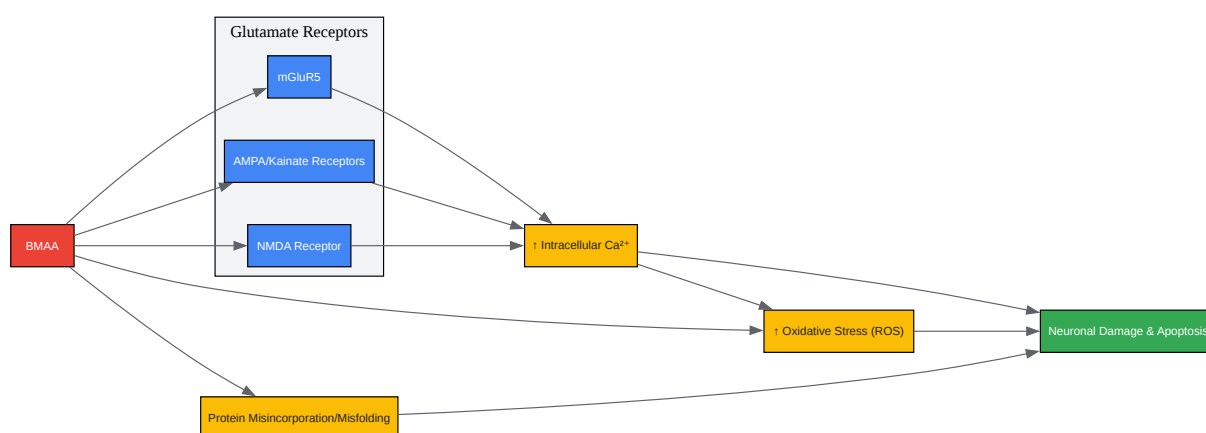 Glutamate Receptors
mGluR5
AMPA/Kainate Receptors
BMAA
NMDA Receptor
↑ Intracellular Ca²⁺
↑ Oxidative Stress (ROS)
Neuronal Damage & Apoptosis
Protein Misincorporation/Misfolding